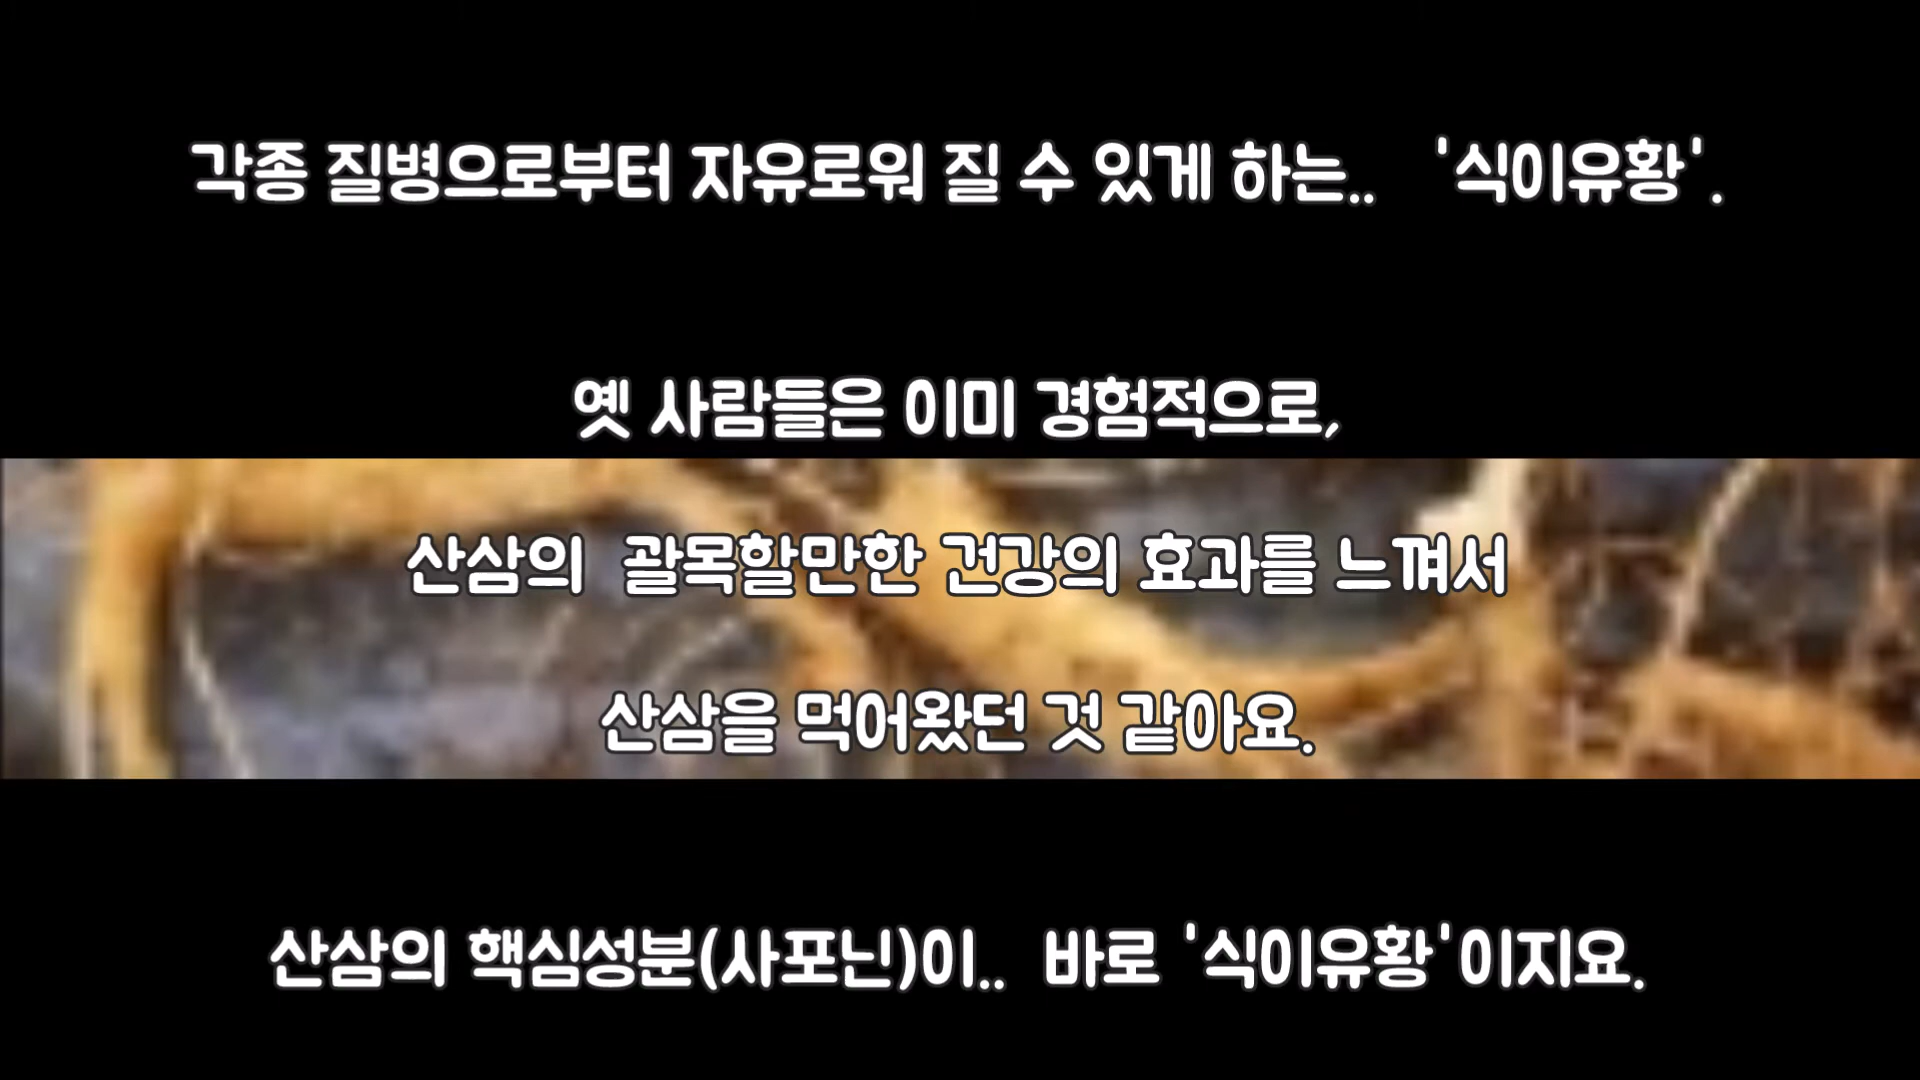 각종 질병으로부터 자유로워 질 수 있게 하는.. '식이유황'.
옛 사람들은 이미 경험적으로,
산삼의 괄목할만한 건강의 효과를 느껴서
산삼을 먹어왔던 것 같아요.
산삼의 핵심성분(사포닌)이.. 바로 '식이유황'이지요.